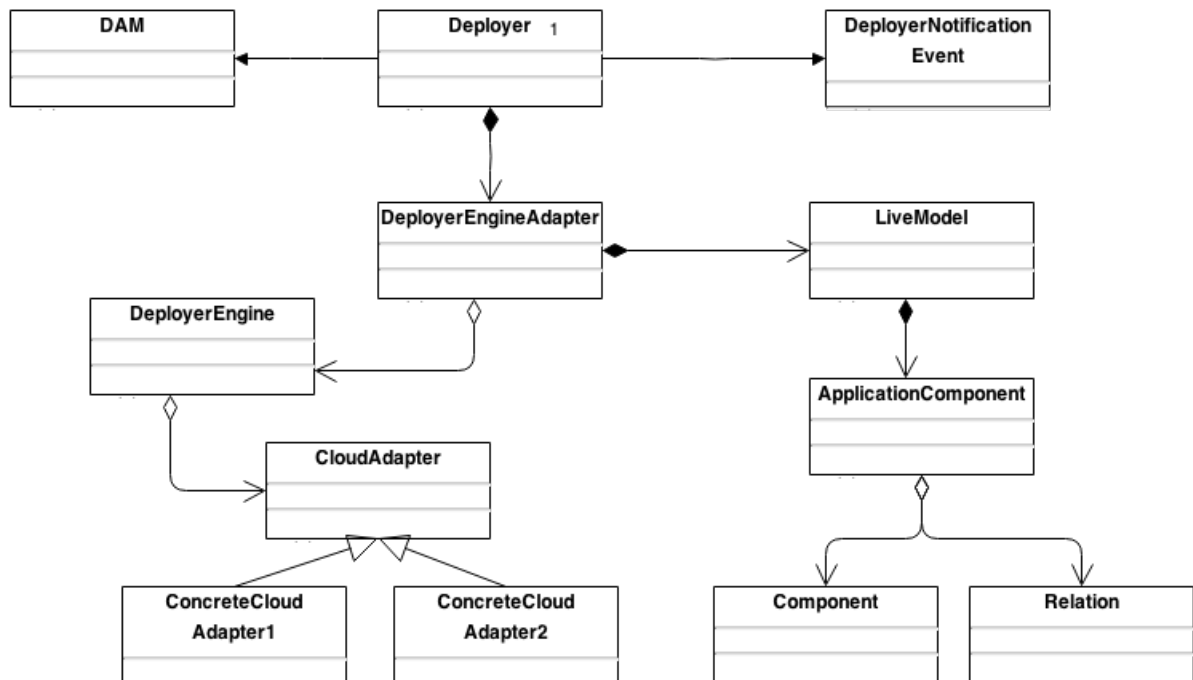 DAM
Deployer 1
DeployerNotification
Event
DeployerEngineAdapter
LiveModel
DeployerEngine
ApplicationComponent
CloudAdapter
ConcreteCloud
Adapter1
ConcreteCloud
Adapter2
Component
Relation